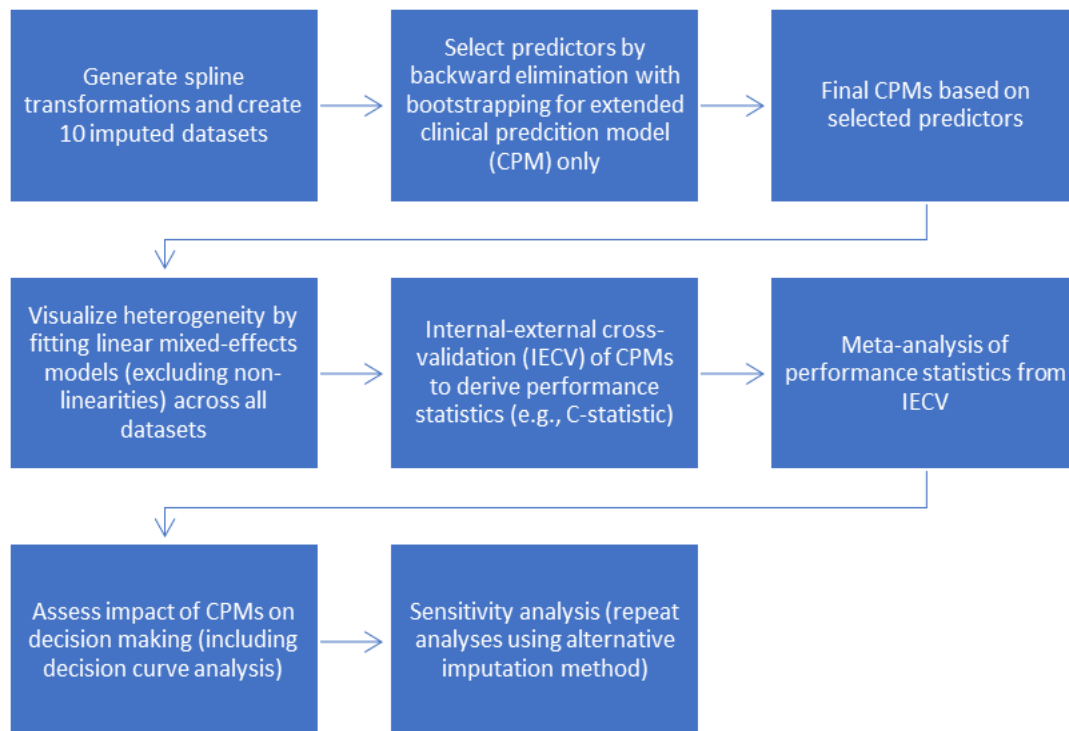 Generate spline
transformations and create
10 imputed datasets
Select predictors by
backward elimination with
bootstrapping for extended
clinical predcition model
(CPM) only
Final CPMs based on
selected predictors
Visualize heterogeneity by
fitting linear mixed-effects
models (excluding non-
linearities) across all
datasets
Internal-external cross-
validation (IECV) of CPMs
to derive performance
statistics (e.g., C-statistic)
Meta-analysis of
performance statistics from
IECV
Assess impact of CPMs on
decision making (including
decision curve analysis)
Sensitivity analysis (repeat
analyses using alternative
imputation method)